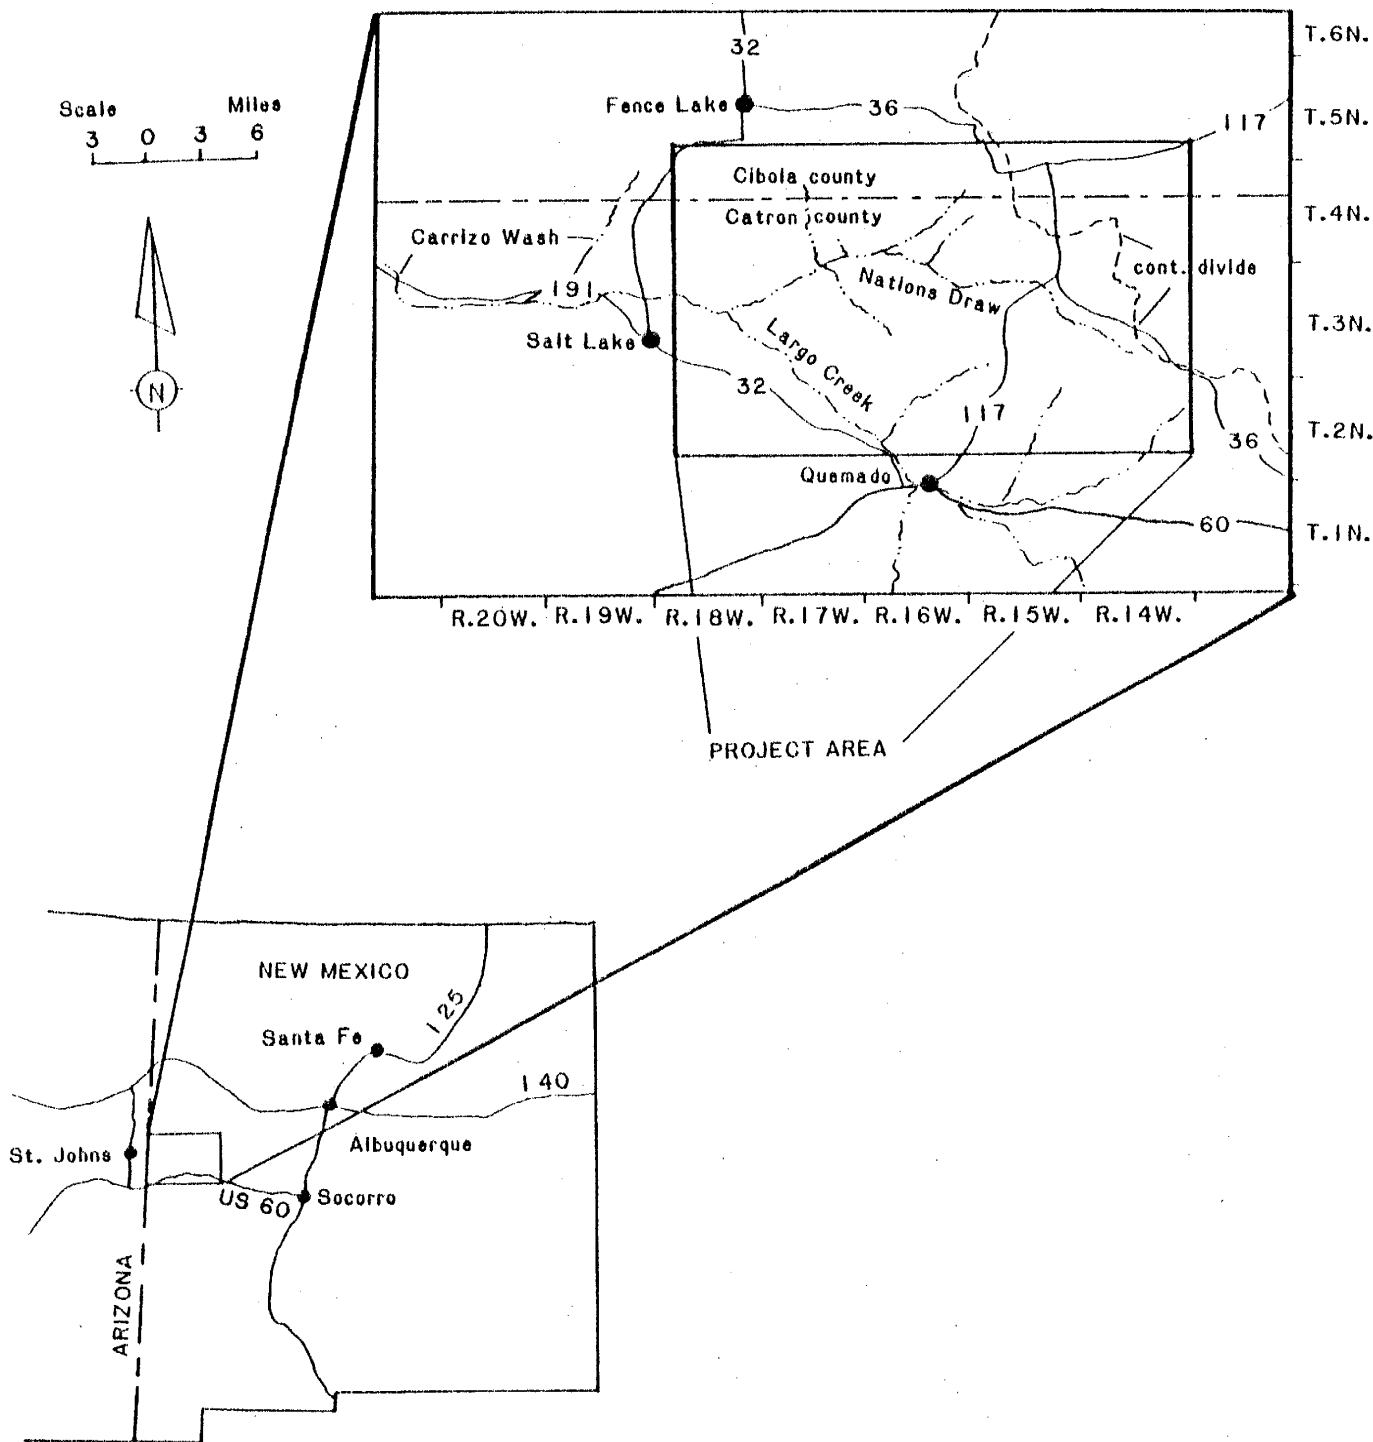 T.6N.
32
Scale Miles
3 0 3 6
Fence Lake
36
117
T.5N.
Cibola county
Catron county
T.4N.
Carrizo Wash
cont. divide
191
Nations Draw
T.3N.
Salt Lake
Largo Creek
32
117
36
T.2N.
N
Quemado
60
T.1N.
R.20W. R.19W. R.18W. R.17W. R.16W. R.15W. R.14W.
PROJECT AREA
NEW MEXICO
I 25
Santa Fe
I 40
Albuquerque
St. Johns
US 60
Socorro
ARIZONA